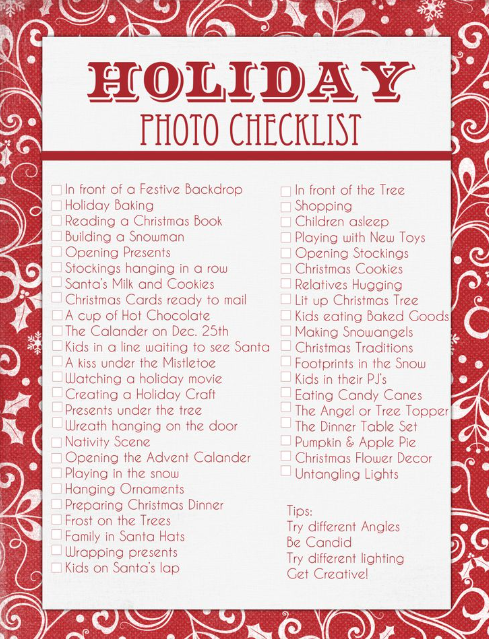 HOLIDAY
PHOTO CHECKLIST
In front of a Festive Backdrop
Holiday Baking
Reading a Christmas Book
Building a Snowman
Opening Presents
Stockings hanging in a row
Santa's Milk and Cookies
Christmas Cards ready to mail
A cup of Hot Chocolate
The Calander on Dec. 25th
Kids in a line waiting to see Santa
A kiss under the Mistletoe
Watching a holiday movie
Creating a Holiday Craft
Presents under the tree
Wreath hanging on the door
Nativity Scene
Opening the Advent Calander
Playing in the snow
Hanging Ornaments
Preparing Christmas Dinner
Frost on the Trees
Family in Santa Hats
Wrapping presents
Kids on Santa's lap
In front of the Tree
Shopping
Children asleep
Playing with New Toys
Opening Stockings
Christmas Cookies
Relatives Hugging
Lit up Christmas Tree
Kids eating Baked Goods
Making Snowangels
Christmas Traditions
Footprints in the Snow
Kids in their PJ's
Eating Candy Canes
The Angel or Tree Topper
The Dinner Table Set
Pumpkin & Apple Pie
Christmas Flower Decor
Untangling Lights
Tips:
Try different Angles
Be Candid
Try different lighting
Get Creative!